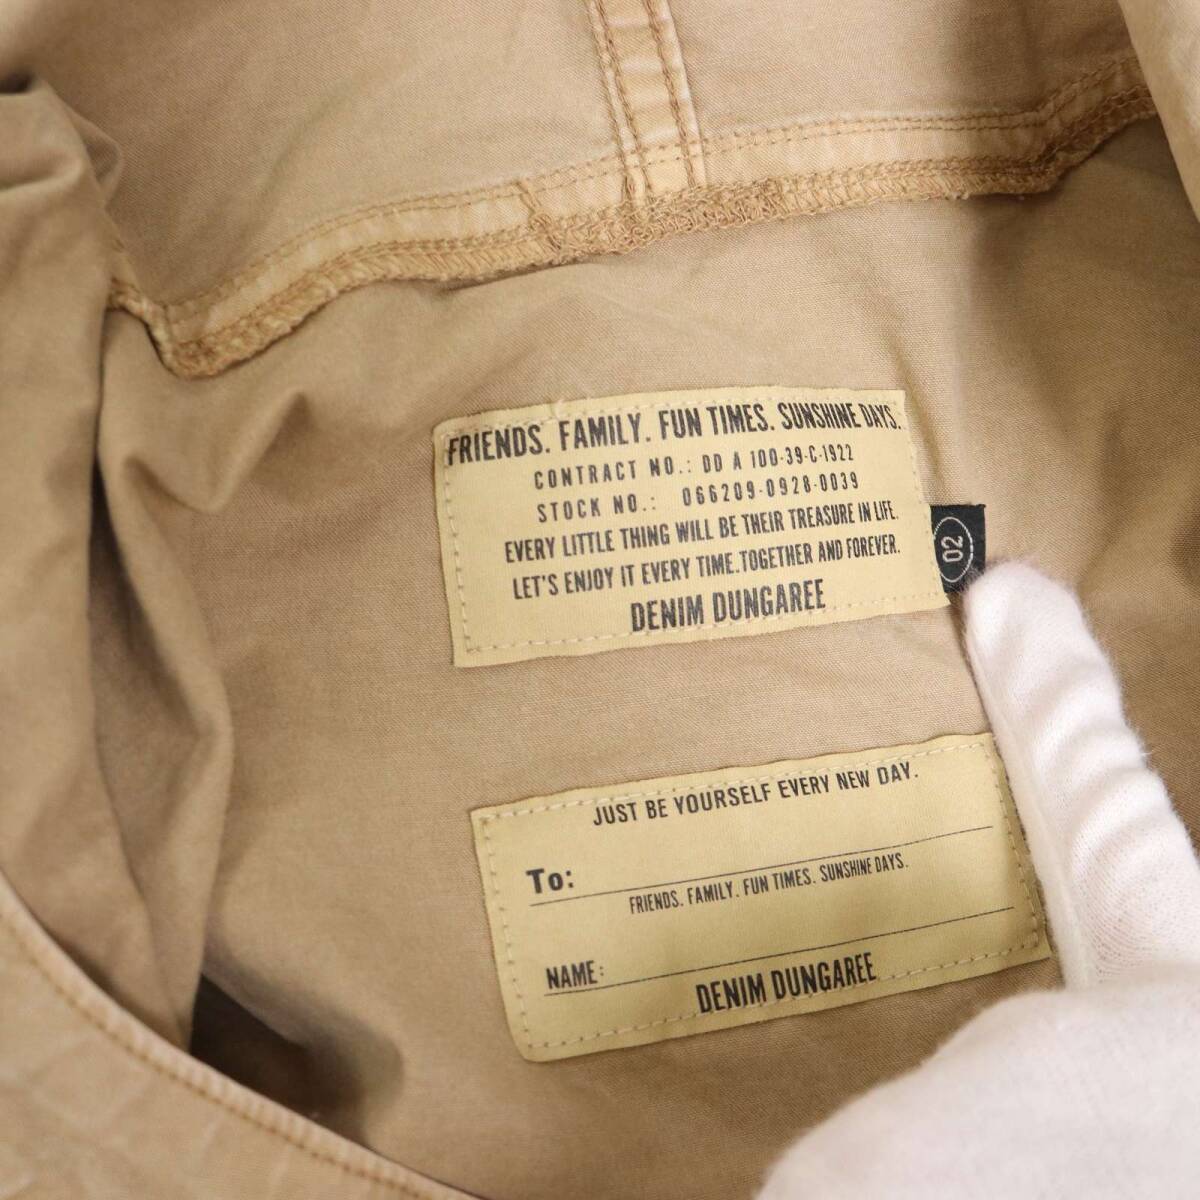 FRIENDS. FAMILY. FUN TIMES. SUNSHINE DAYS.
CONTRACT NO.: DD A 100-39-C-1922
STOCK NO.: 066209-0928-0039
EVERY LITTLE THING WILL BE THEIR TREASURE IN LIFE.
LET'S ENJOY IT EVERY TIME.TOGETHER AND FOREVER.
DENIM DUNGAREE
02
JUST BE YOURSELF EVERY NEW DAY.
To:
FRIENDS. FAMILY. FUN TIMES. SUNSHINE DAYS.
NAME:
DENIM DUNGAREE